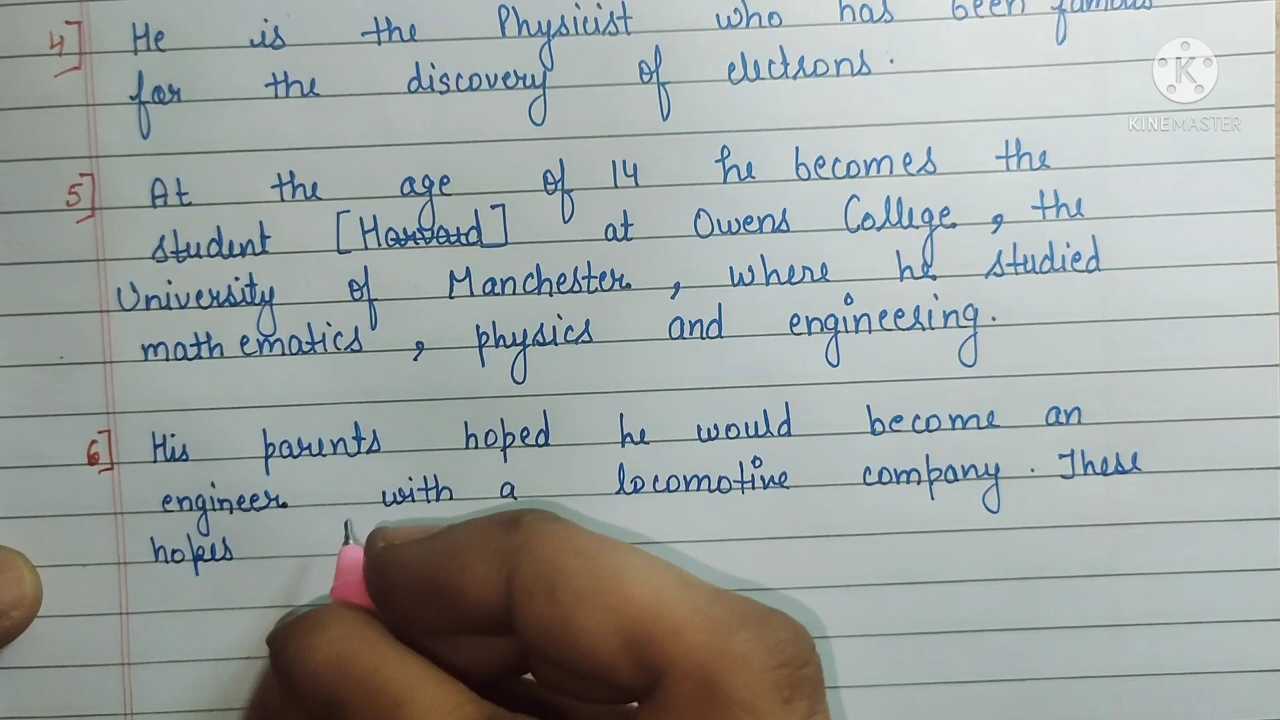 4] He is the Physicist who has been famous
for the discovery of electrons.
5] At the age of 14 he becomes the
student [Harvard] at Owens College, the
University of Manchester, where he studied
mathematics, physics and engineering.
6] His parents hoped he would become an
engineer with a locomotive company. These
hopes
KINEMASTER